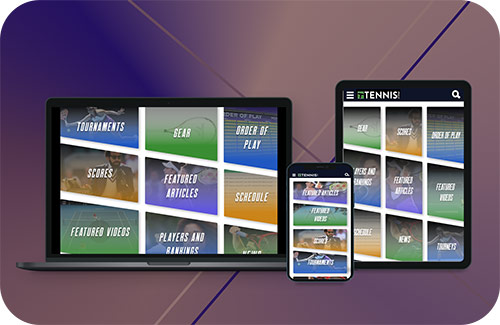 TOURNAMENTS
GEAR
ORDER OF
PLAY
SCORES
FEATURED
ARTICLES
SCHEDULE
FEATURED VIDEOS
PLAYERS AND
RANKINGS
NEWS
TENNIS
FEATURED ARTICLES
FEATURED
VIDEOS
SCORES
TOURNAMENTS
TENNIS
GEAR
SCORES
ORDER OF PLAY
PLAYERS AND
RANKINGS
FEATURED
ARTICLES
FEATURED
VIDEOS
SCHEDULE
NEWS
TOURNEYS